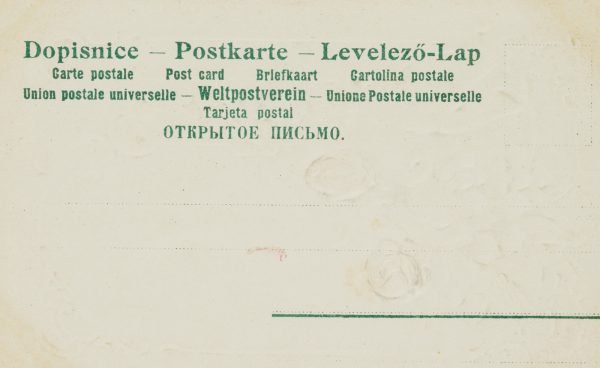 Dopisnice — Postkarte — Levelező-Lap
Carte postale Post card Briefkaart Cartolina postale
Union postale universelle — Weltpostverein — Unione Postale universelle
Tarjeta postal
ОТКРЫТОЕ ПИСЬМО.